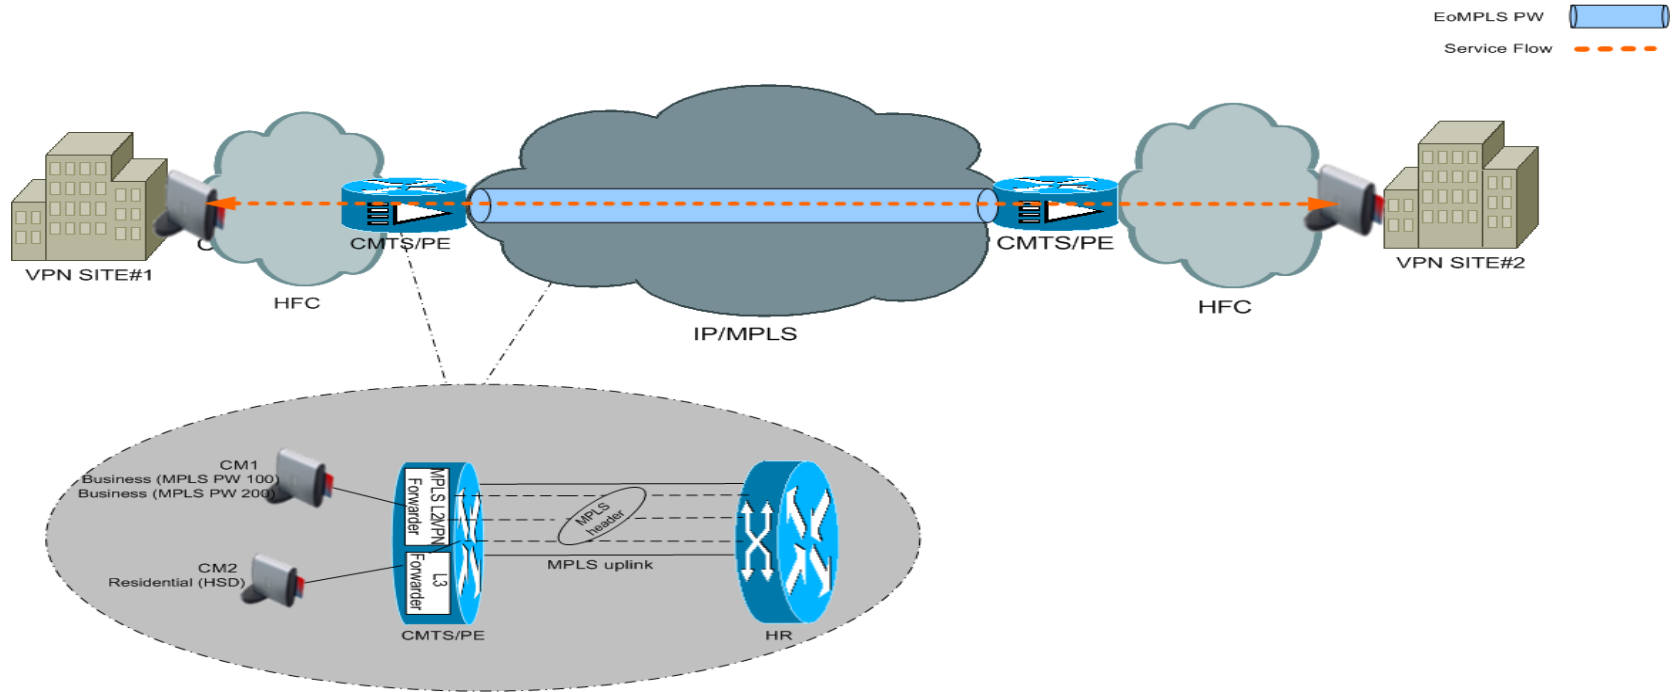 EoMPLS PW
Service Flow
C
CMTS/PE
CMTS/PE
VPN SITE#1
VPN SITE#2
HFC
HFC
IP/MPLS
CM1
Business (MPLS PW 100)
Business (MPLS PW 200)
MPLS L2VPN
Forwarder
MPLS
header
CM2
Residential (HSD)
L3
Forwarder
MPLS uplink
CMTS/PE
HR